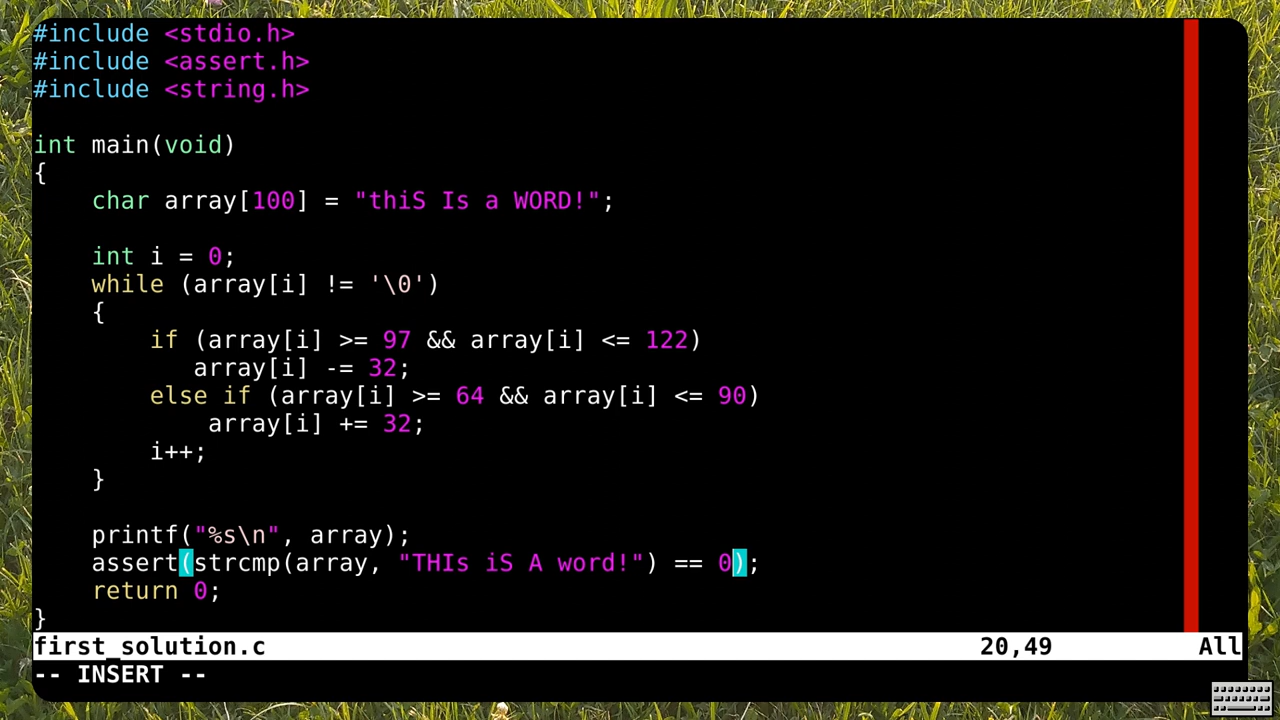 #include <stdio.h>
#include <assert.h>
#include <string.h>

int main(void)
{
    char array[100] = "thiS Is a WORD!";

    int i = 0;
    while (array[i] != '\0')
    {
        if (array[i] >= 97 && array[i] <= 122)
           array[i] -= 32;
        else if (array[i] >= 64 && array[i] <= 90)
            array[i] += 32;
        i++;
    }

    printf("%s\n", array);
    assert(strcmp(array, "THIs iS A word!") == 0);
    return 0;
}
first_solution.c 20,49 All
-- INSERT --